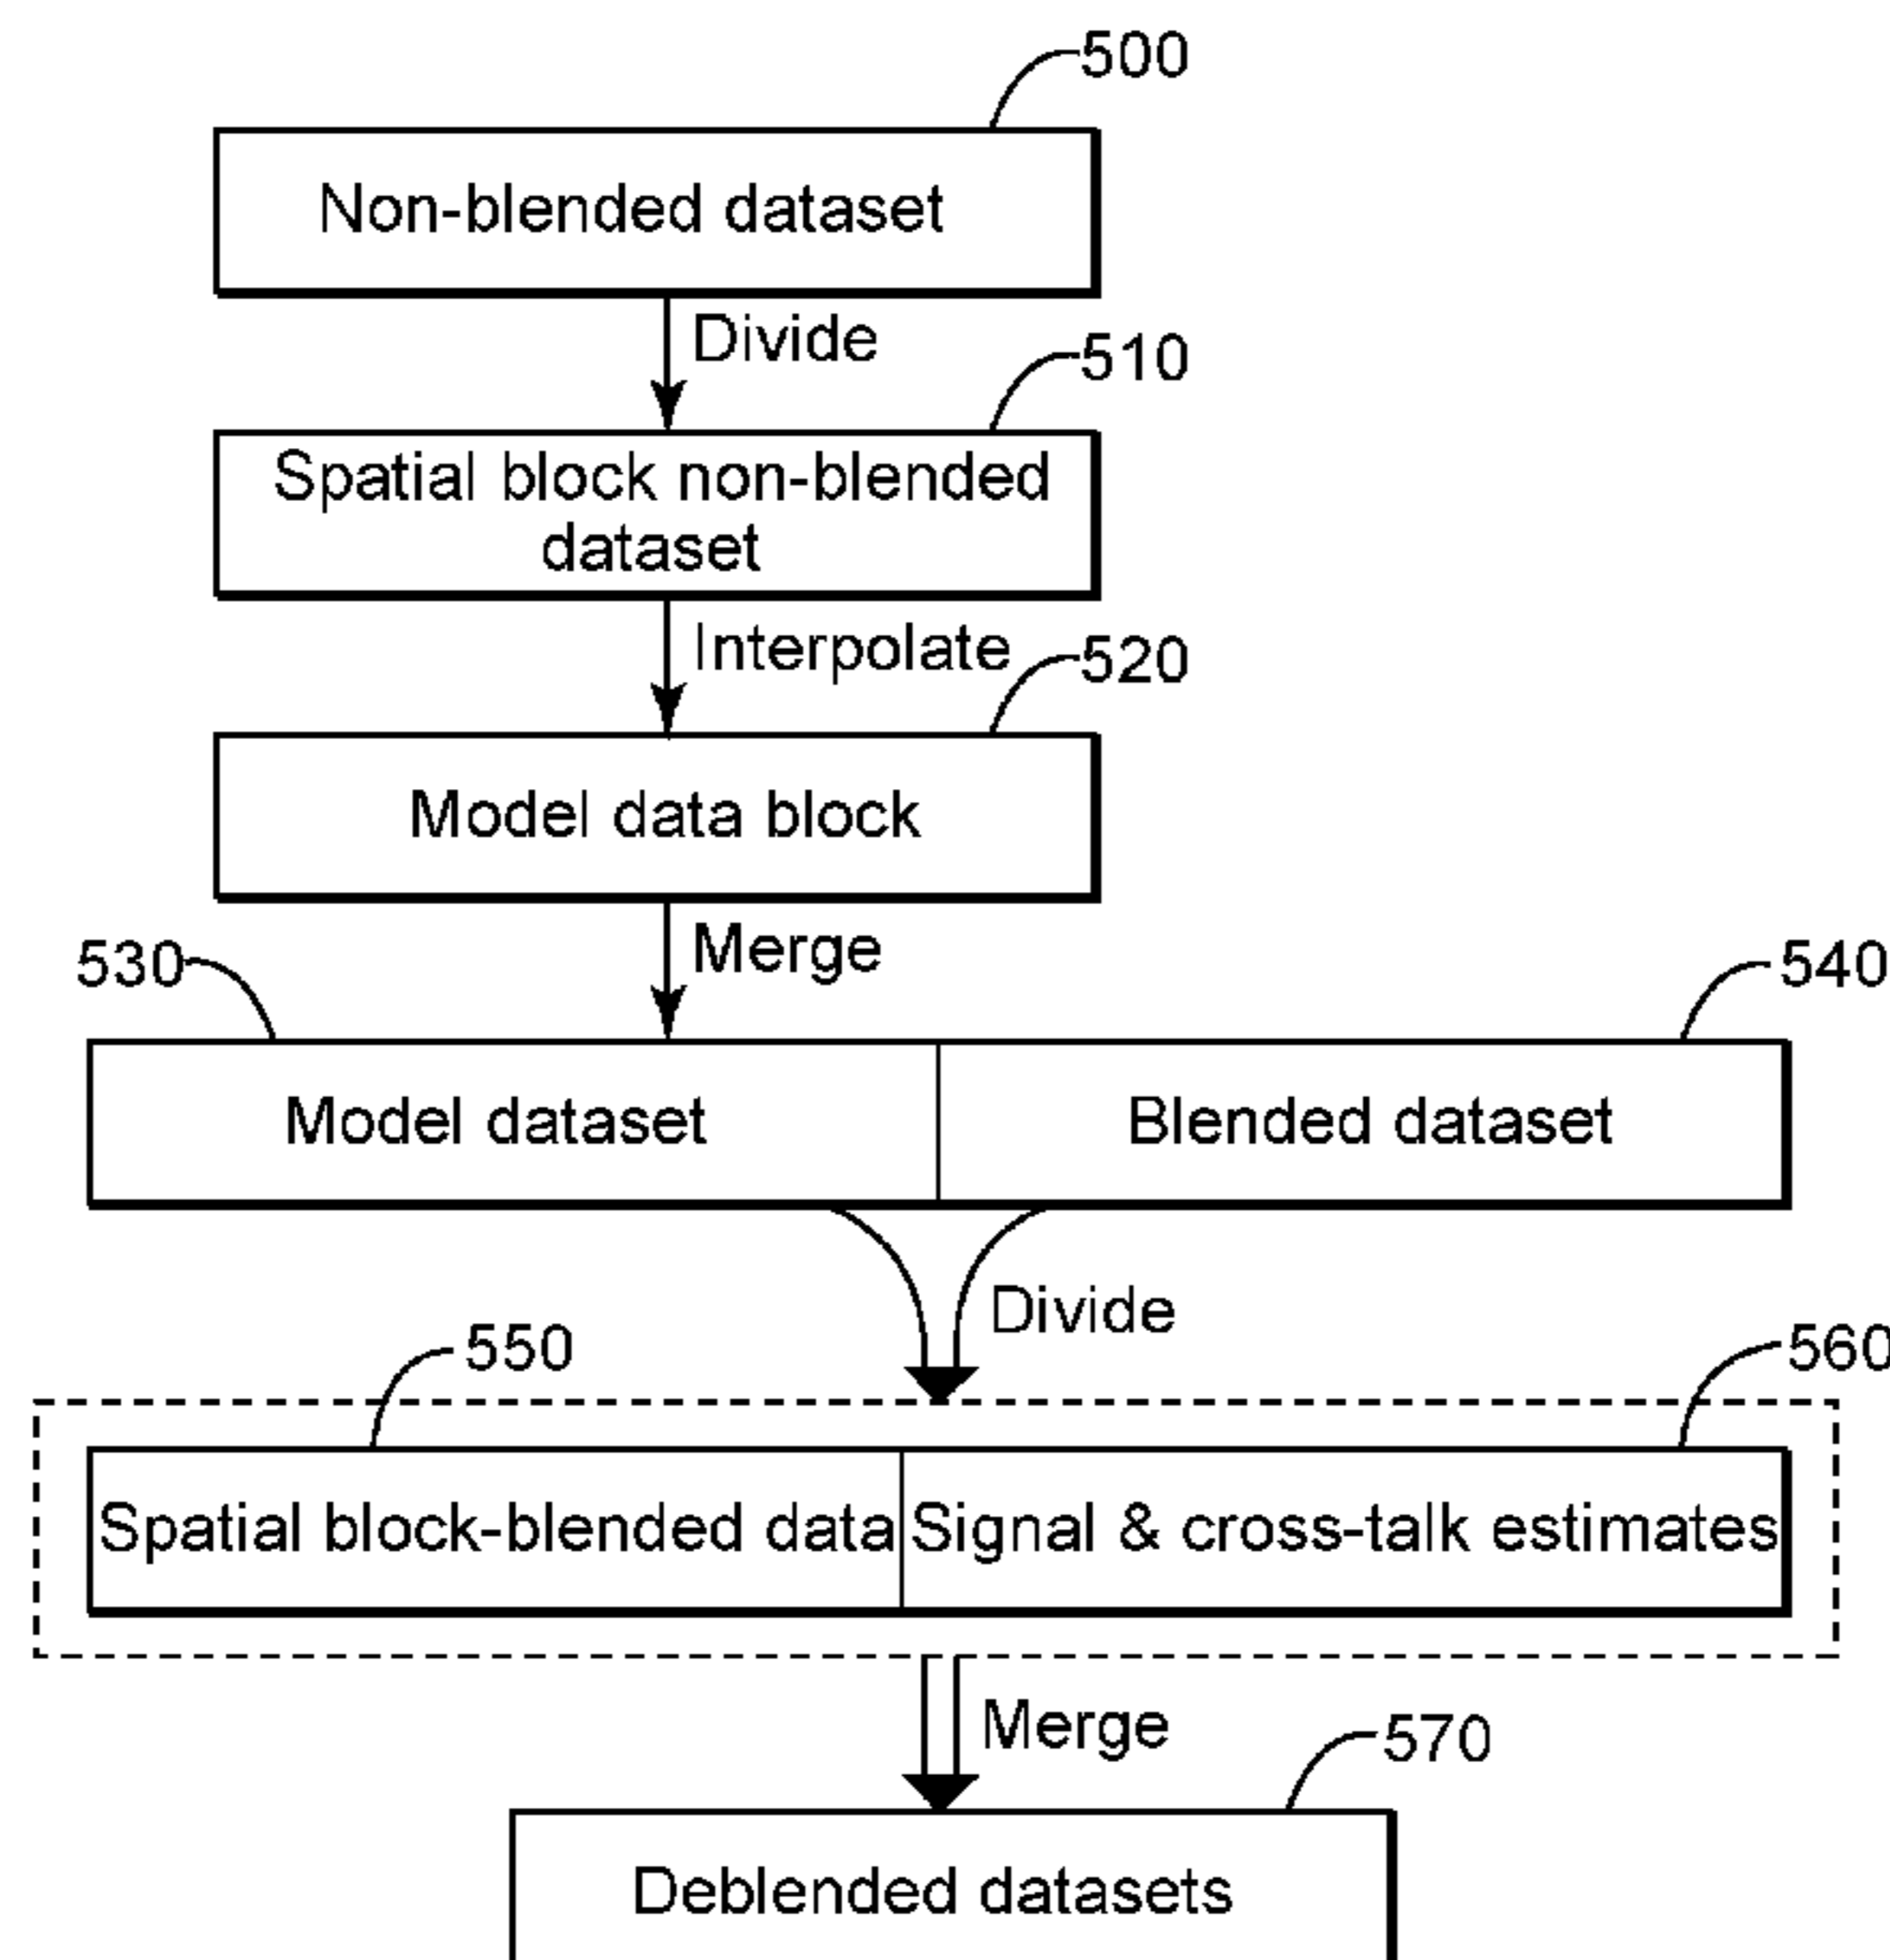 500
Non-blended dataset
Divide
510
Spatial block non-blended
dataset
Interpolate
520
Model data block
Merge
530
540
Model dataset
Blended dataset
Divide
550
560
Spatial block-blended data
Signal & cross-talk estimates
Merge
570
Deblended datasets